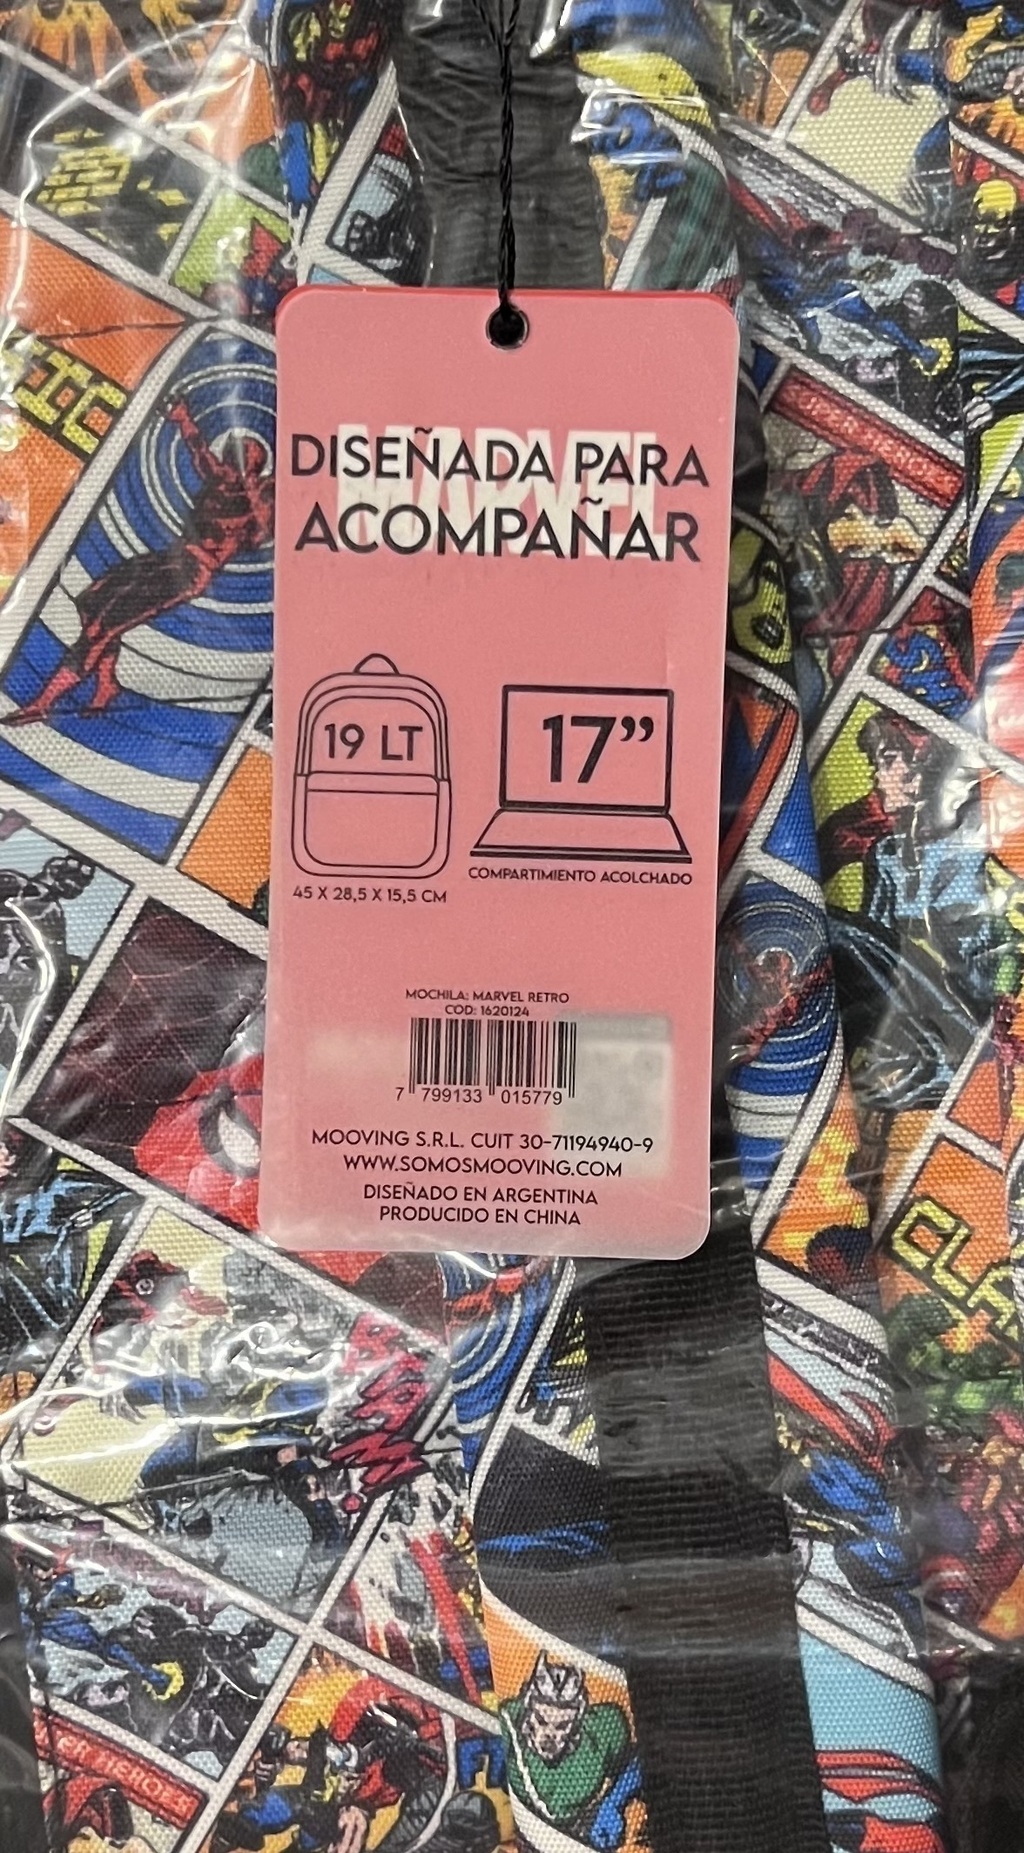 MARVEL
DISEÑADA PARA
ACOMPAÑAR
19 LT
17”
45 X 28,5 X 15,5 CM
COMPARTIMIENTO ACOLCHADO
MOCHILA: MARVEL RETRO
COD: 1620124
7 799133 015779
MOOVING S.R.L. CUIT 30-71194940-9
WWW.SOMOSMOOVING.COM
DISEÑADO EN ARGENTINA
PRODUCIDO EN CHINA